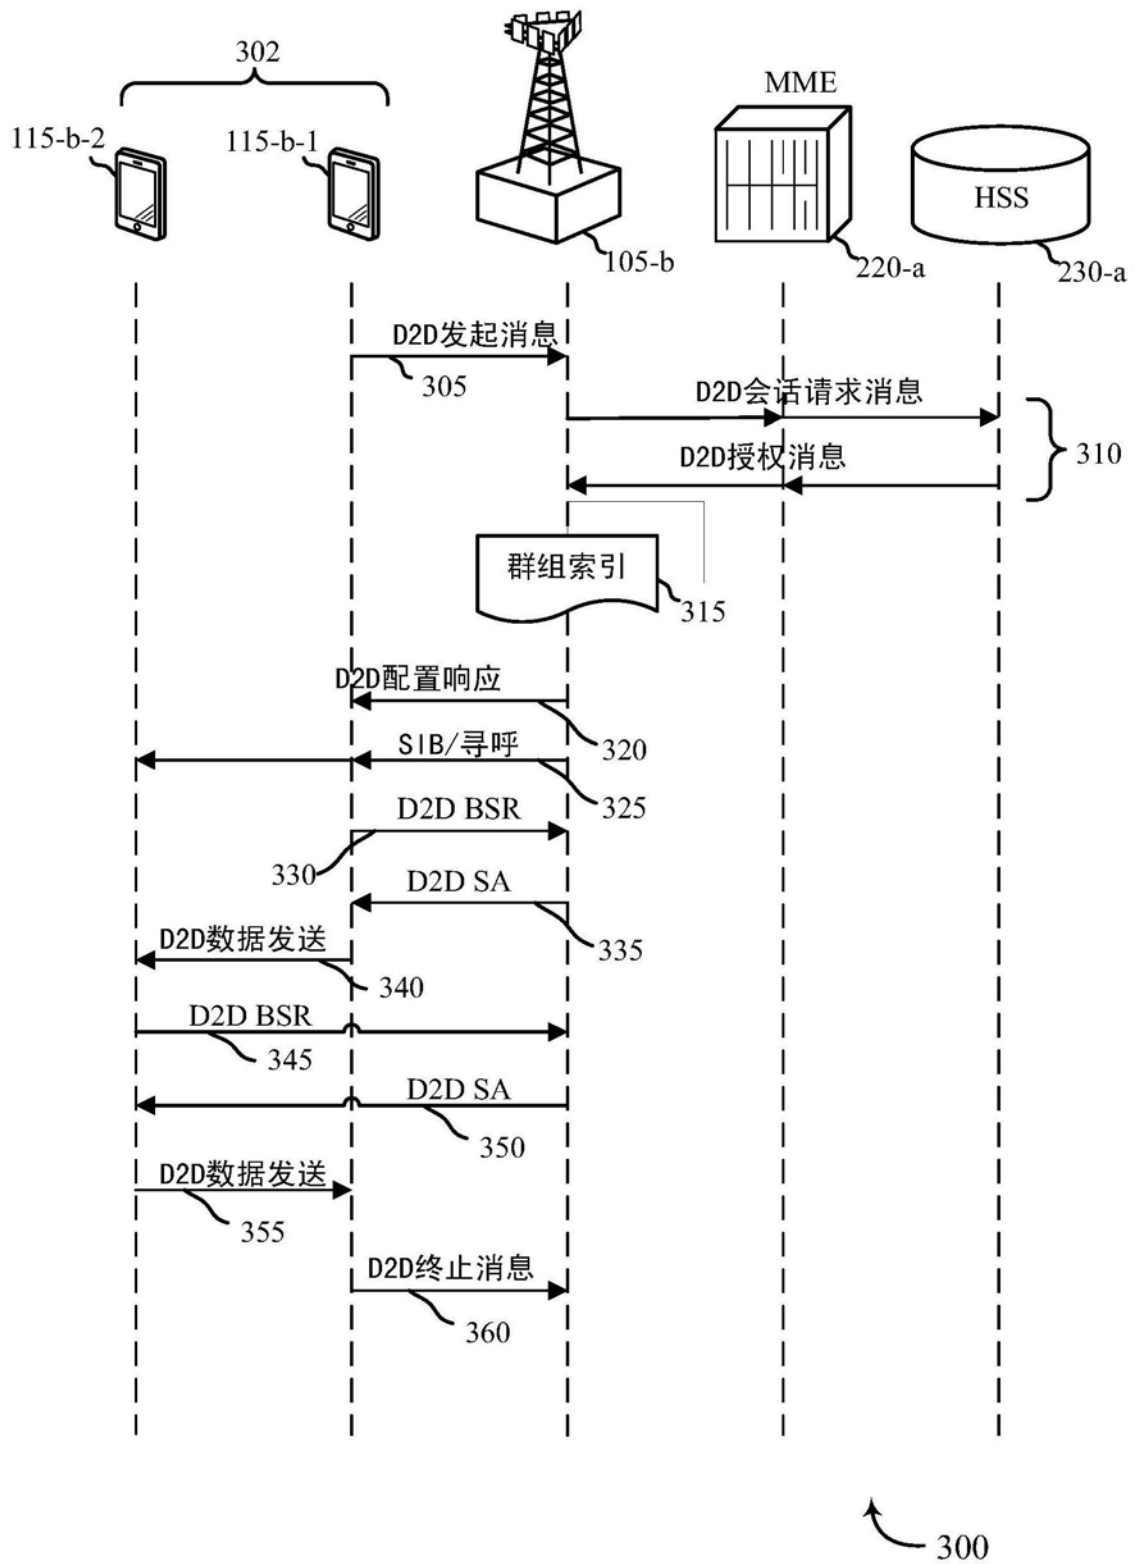 302
MME
115-b-2
115-b-1
HSS
105-b
220-a
230-a
D2D发起消息
305
D2D会话请求消息
310
D2D授权消息
群组索引
315
D2D配置响应
320
SIB/寻呼
325
D2D BSR
330
D2D SA
335
D2D数据发送
340
D2D BSR
345
D2D SA
350
D2D数据发送
355
D2D终止消息
360
300